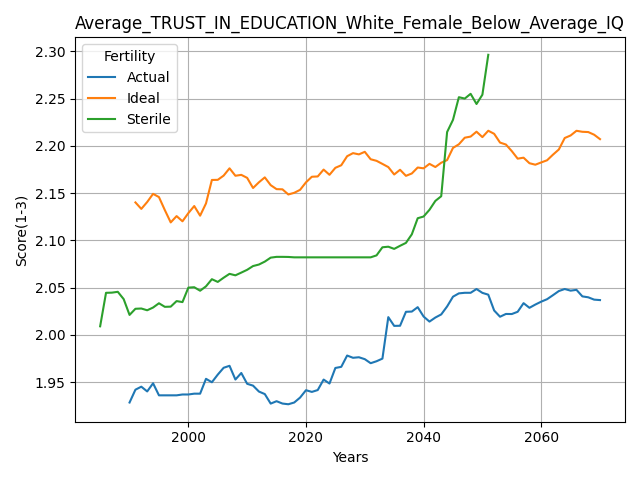 Average_TRUST_IN_EDUCATION_White_Female_Below_Average_IQ
Fertility
Actual
Ideal
Sterile
Score(1-3)
2.30
2.25
2.20
2.15
2.10
2.05
2.00
1.95
2000
2020
2040
2060
Years